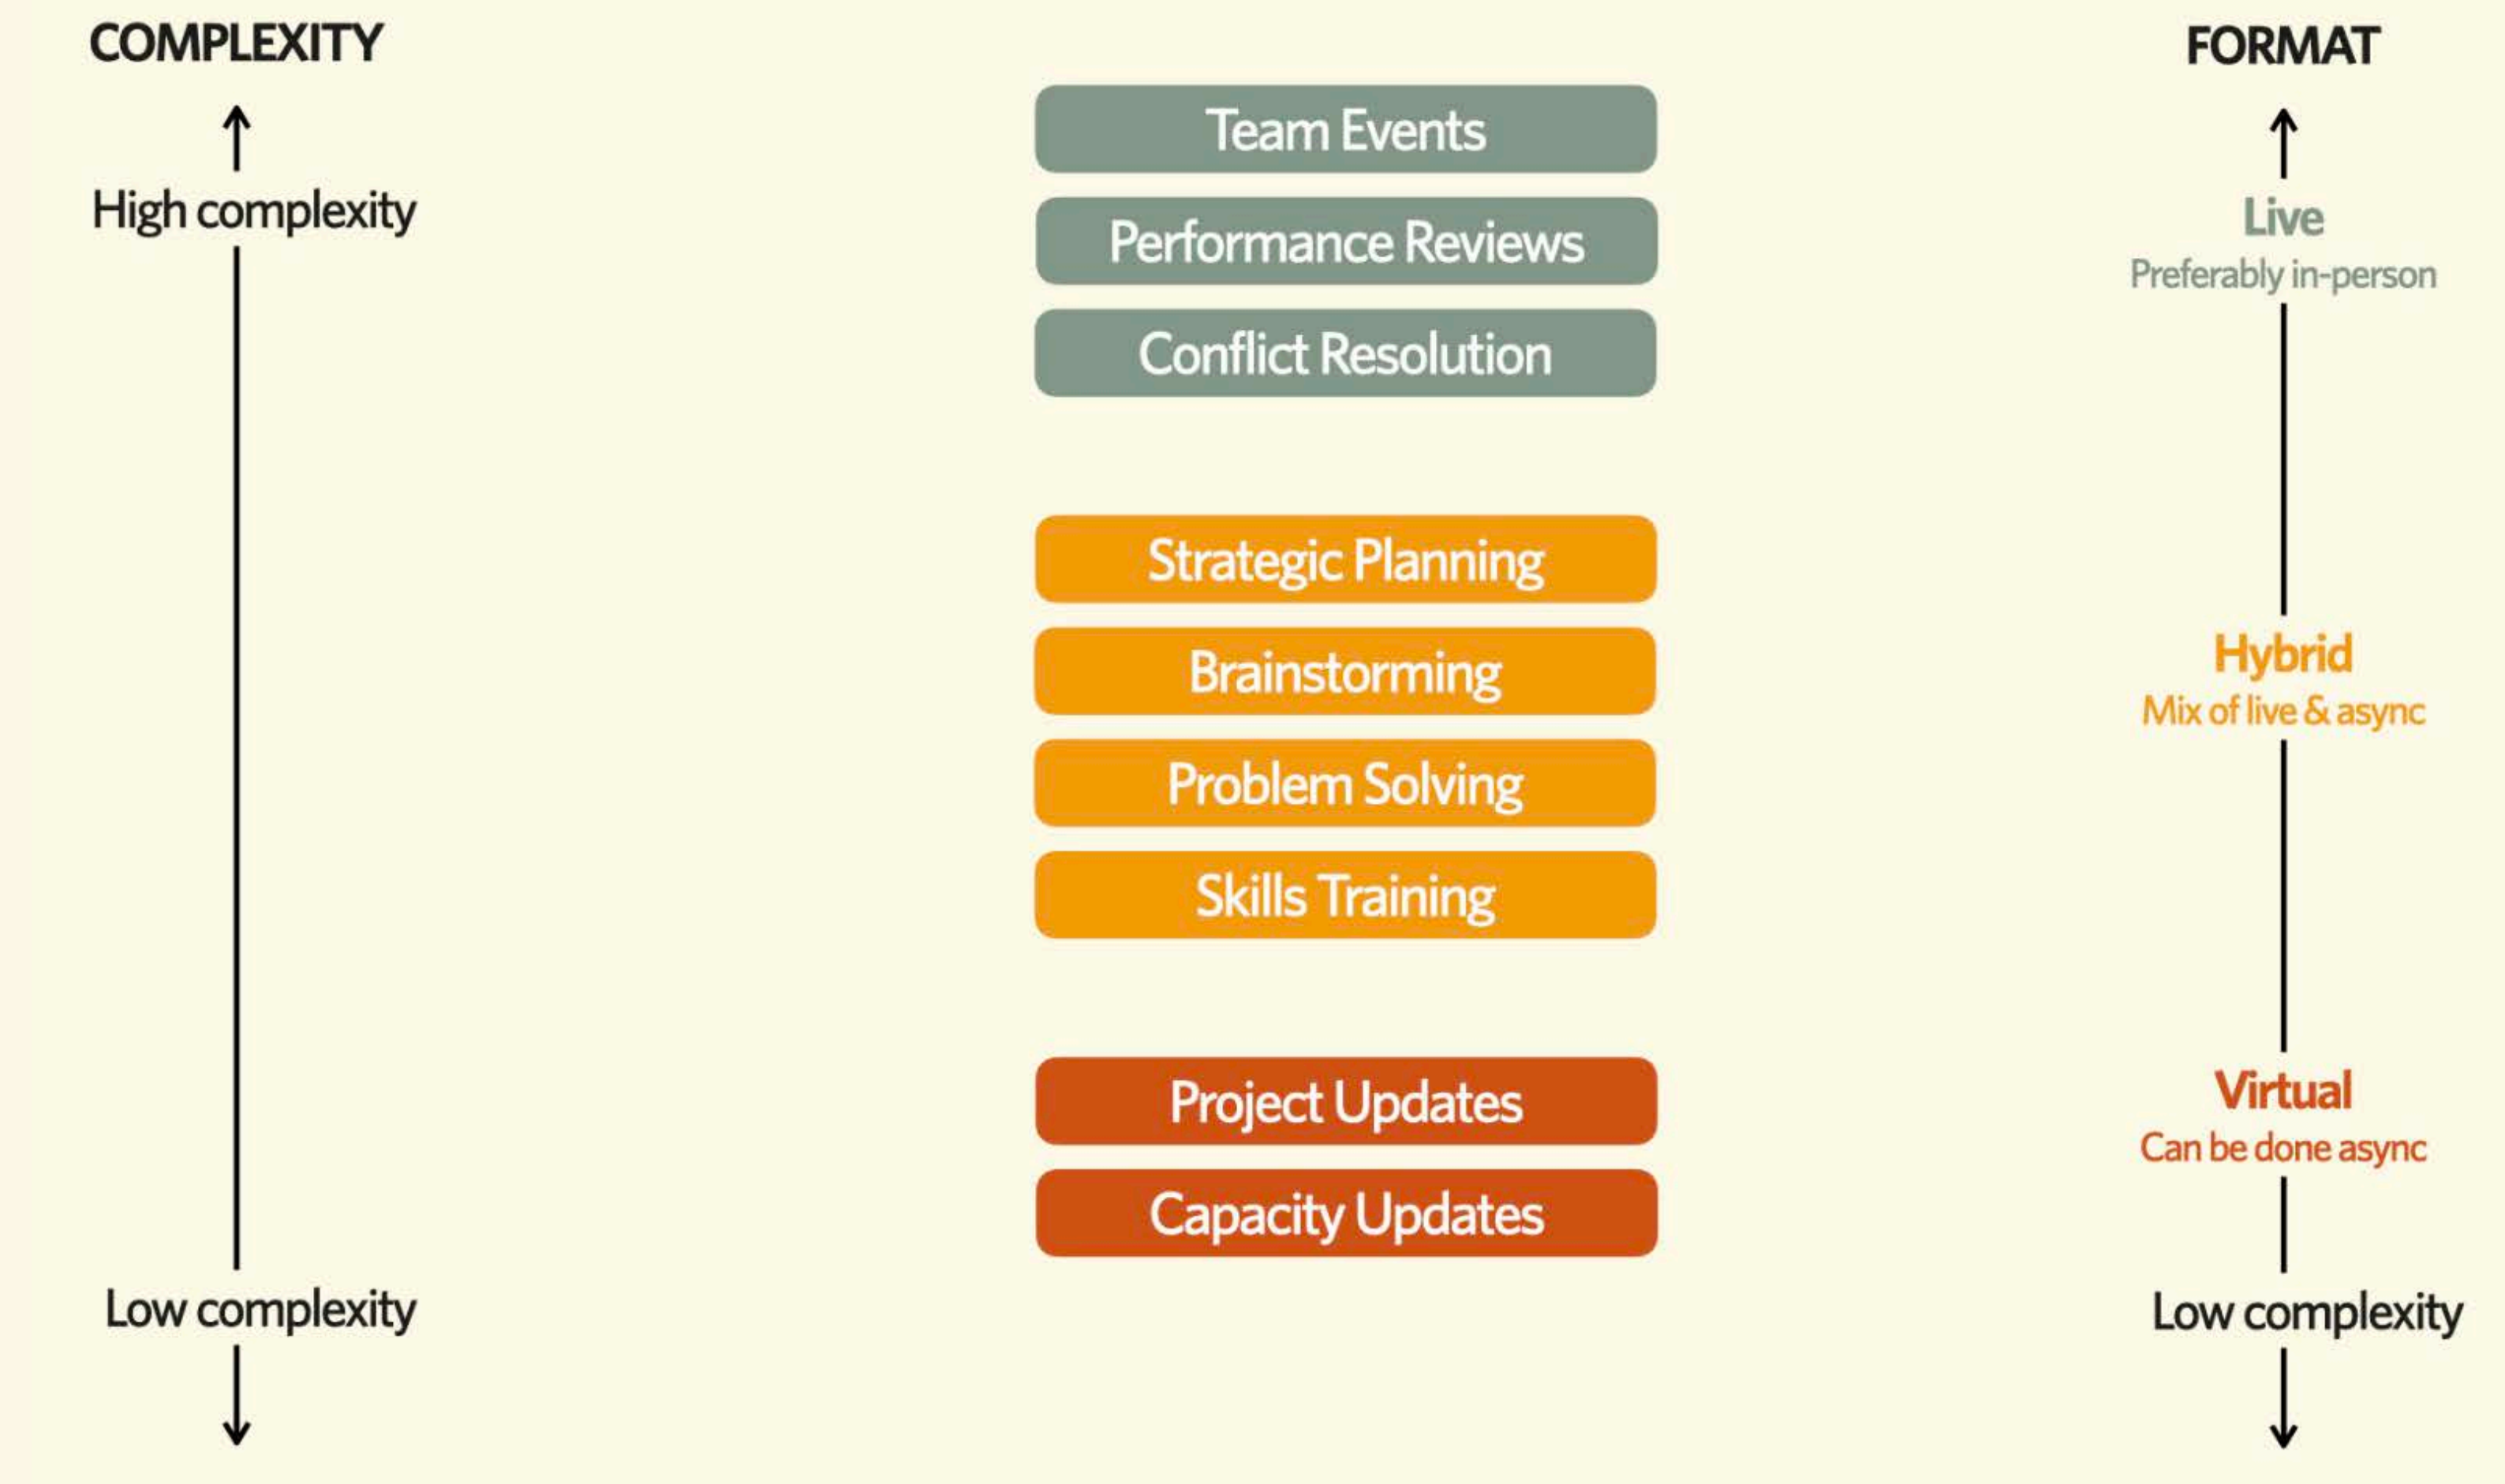 COMPLEXITY
High complexity
Low complexity
Team Events
Performance Reviews
Conflict Resolution
Strategic Planning
Brainstorming
Problem Solving
Skills Training
Project Updates
Capacity Updates
FORMAT
Live
Preferably in-person
Hybrid
Mix of live & async
Virtual
Can be done async
Low complexity